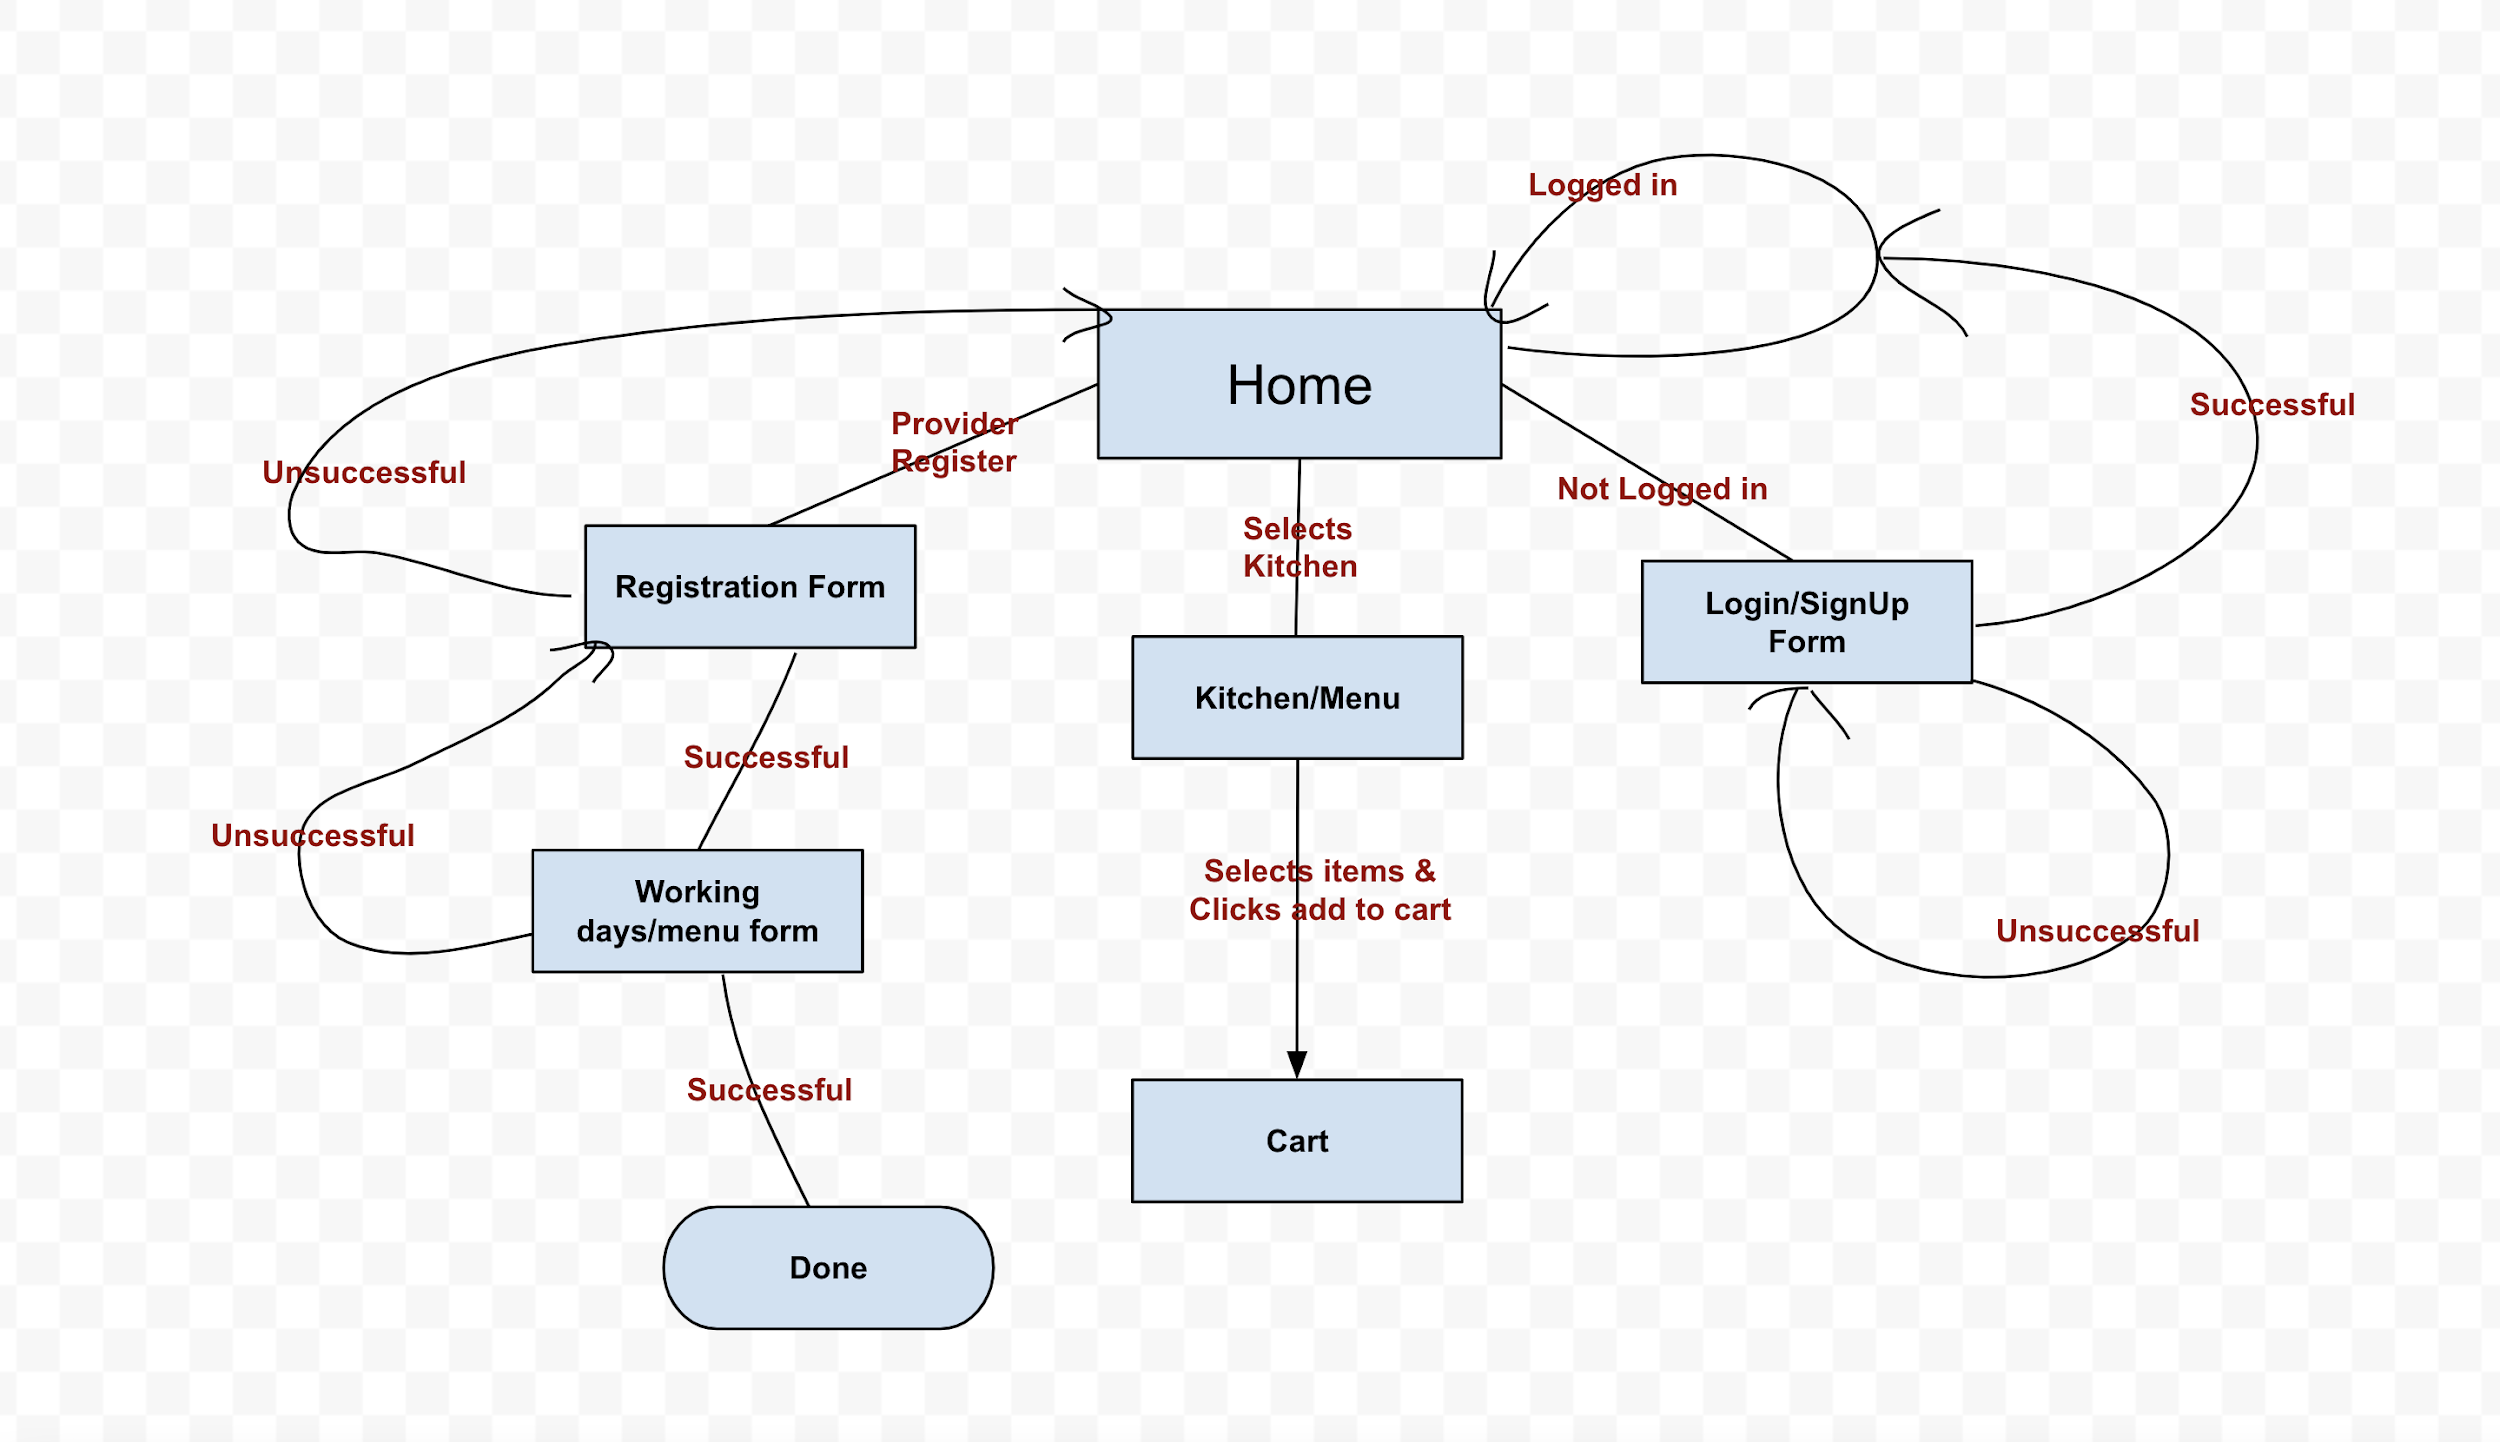 Logged in
Home
Successful
Provider
Register
Unsuccessful
Not Logged in
Selects
Kitchen
Registration Form
Login/SignUp
Form
Kitchen/Menu
Successful
Unsuccessful
Selects items &
Clicks add to cart
Working
days/menu form
Unsuccessful
Successful
Cart
Done